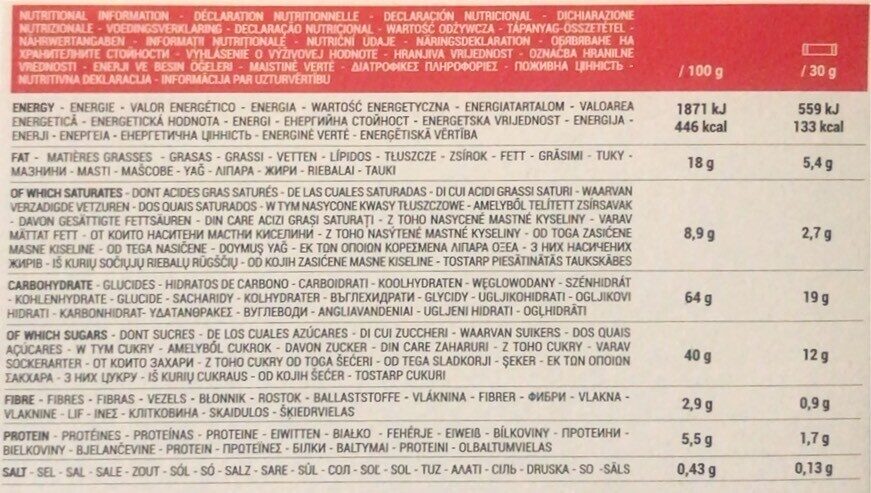 NUTRITIONAL INFORMATION - DÉCLARATION NUTRITIONNELLE - DECLARACIÓN NUTRICIONAL - DICHIARAZIONE
NUTRIZIONALE - VOEDINGSVERKLARING - DECLARAÇÃO NUTRICIONAL - WARTOŚĆ ODŻYWCZA - TÁPANYAG-ÖSSZETÉTEL -
NÄHRWERTANGABEN - INFORMAȚII NUTRIȚIONALE - NUTRIČNÍ ÚDAJE - NÄRINGSDEKLARATION - ОБЯВЯВАНЕ НА
ХРАНИТЕЛНИТЕ СТОЙНОСТИ - VYHLÁSENIE O VÝŽIVOVEJ HODNOTE - HRANJIVA VRIJEDNOST - OZNAČBA HRANILNE
VREDNOSTI - ENERJİ VE BESİN ÖĞELERİ - MAISTINĖ VERTĖ - ΔΙΑΤΡΟΦΙΚΕΣ ΠΛΗΡΟΦΟΡΙΕΣ - ПОЖИВНА ЦІННІСТЬ -
NUTRITIVNA DEKLARACIJA - INFORMĀCIJA PAR UZTURVĒRTĪBU
/ 100 g / 30 g
ENERGY - ENERGIE - VALOR ENERGÉTICO - ENERGIA - WARTOŚĆ ENERGETYCZNA - ENERGIATARTALOM - VALOAREA
ENERGETICĂ - ENERGETICKÁ HODNOTA - ENERGI - ЕНЕРГИЙНА СТОЙНОСТ - ENERGETSKA VRIJEDNOST - ENERGIJA -
ENERJI - ΕΝΕΡΓΕΙΑ - ЕНЕРГЕТИЧНА ЦІННІСТЬ - ENERGINĖ VERTĖ - ENERĢĒTISKĀ VĒRTĪBA
1871 kJ 559 kJ
446 kcal 133 kcal
FAT - MATIÈRES GRASSES - GRASAS - GRASSI - VETTEN - LÍPIDOS - TŁUSZCZE - ZSÍROK - FETT - GRĂSIMI - TUKY -
МАЗНИНИ - MASTI - MAŠČOBE - YAĞ - ΛΙΠΑΡΑ - ЖИРИ - RIEBALAI - TAUKI
18 g 5,4 g
OF WHICH SATURATES - DONT ACIDES GRAS SATURÉS - DE LAS CUALES SATURADAS - DI CUI ACIDI GRASSI SATURI - WAARVAN
VERZADIGDE VETZUREN - DOS QUAIS SATURADOS - W TYM NASYCONE KWASY TŁUSZCZOWE - AMELYBŐL TELÍTETT ZSÍRSAVAK
- DAVON GESÄTTIGTE FETTSÄUREN - DIN CARE ACIZI GRAȘI SATURAȚI - Z TOHO NASYCENÉ MASTNÉ KYSELINY - VARAV
MÄTTAT FETT - ОТ КОИТО НАСИТЕНИ МАСТНИ КИСЕЛИНИ - Z TOHO NASÝTENÉ MASTNÉ KYSELINY - OD TOGA ZASIĆENE
MASNE KISELINE - OD TEGA NASIČENE - DOYMUŞ YAĞ - ΕΚ ΤΩΝ ΟΠΟΙΩΝ ΚΟΡΕΣΜΕΝΑ ΛΙΠΑΡΑ ΟΞΕΑ - З НИХ НАСИЧЕНИХ
ЖИРІВ - IŠ KURIŲ SOČIŲJŲ RIEBALŲ RŪGŠČIŲ - OD KOJIH ZASIĆENE MASNE KISELINE - TOSTARP PIESĀTINĀTĀS TAUKSKĀBES
8,9 g 2,7 g
CARBOHYDRATE - GLUCIDES - HIDRATOS DE CARBONO - CARBOIDRATI - KOOLHYDRATEN - WĘGLOWODANY - SZÉNHIDRÁT
- KOHLENHYDRATE - GLUCIDE - SACHARIDY - KOLHYDRATER - ВЪГЛЕХИДРАТИ - GLYCIDY - UGLJIKOHIDRATI - OGLJIKOVI
HIDRATI - KARBONHIDRAT - ΥΔΑΤΑΝΘΡΑΚΕΣ - ВУГЛЕВОДИ - ANGLIAVANDENIAI - UGLJENI HIDRATI - OGĻHIDRĀTI
64 g 19 g
OF WHICH SUGARS - DONT SUCRES - DE LOS CUALES AZÚCARES - DI CUI ZUCCHERI - WAARVAN SUIKERS - DOS QUAIS
AÇÚCARES - W TYM CUKRY - AMELYBŐL CUKROK - DAVON ZUCKER - DIN CARE ZAHARURI - Z TOHO CUKRY - VARAV
SOCKERARTER - ОТ КОИТО ЗАХАРИ - Z TOHO CUKRY OD TOGA ŠEĆERI - OD TEGA SLADKORJI - ŞEKER - ΕΚ ΤΩΝ ΟΠΟΙΩΝ
ΣΑΚΧΑΡΑ - З НИХ ЦУКРУ - IŠ KURIŲ CUKRAUS - OD KOJIH ŠEĆER - TOSTARP CUKURI
40 g 12 g
FIBRE - FIBRES - FIBRAS - VEZELS - BŁONNIK - ROSTOK - BALLASTSTOFFE - VLÁKNINA - FIBRER - ФИБРИ - VLAKNA -
VLAKNINE - LIF - ΙΝΕΣ - КЛІТКОВИНА - SKAIDULOS - ŠĶIEDRVIELAS
2,9 g 0,9 g
PROTEIN - PROTÉINES - PROTEÍNAS - PROTEINE - EIWITTEN - BIAŁKO - FEHÉRJE - EIWEIß - BÍLKOVINY - ПРОТЕИНИ -
BIELKOVINY - BJELANČEVINE - PROTEIN - ΠΡΩΤΕΪΝΕΣ - БІЛКИ - BALTYMAI - PROTEINI - OLBALTUMVIELAS
5,5 g 1,7 g
SALT - SEL - SAL - SALE - ZOUT - SÓL - SÓ - SALZ - SARE - SŮL - СОЛ - SOĽ - SOL - TUZ - ΑΛΑΤΙ - СІЛЬ - DRUSKA - SO - SĀLS
0,43 g 0,13 g